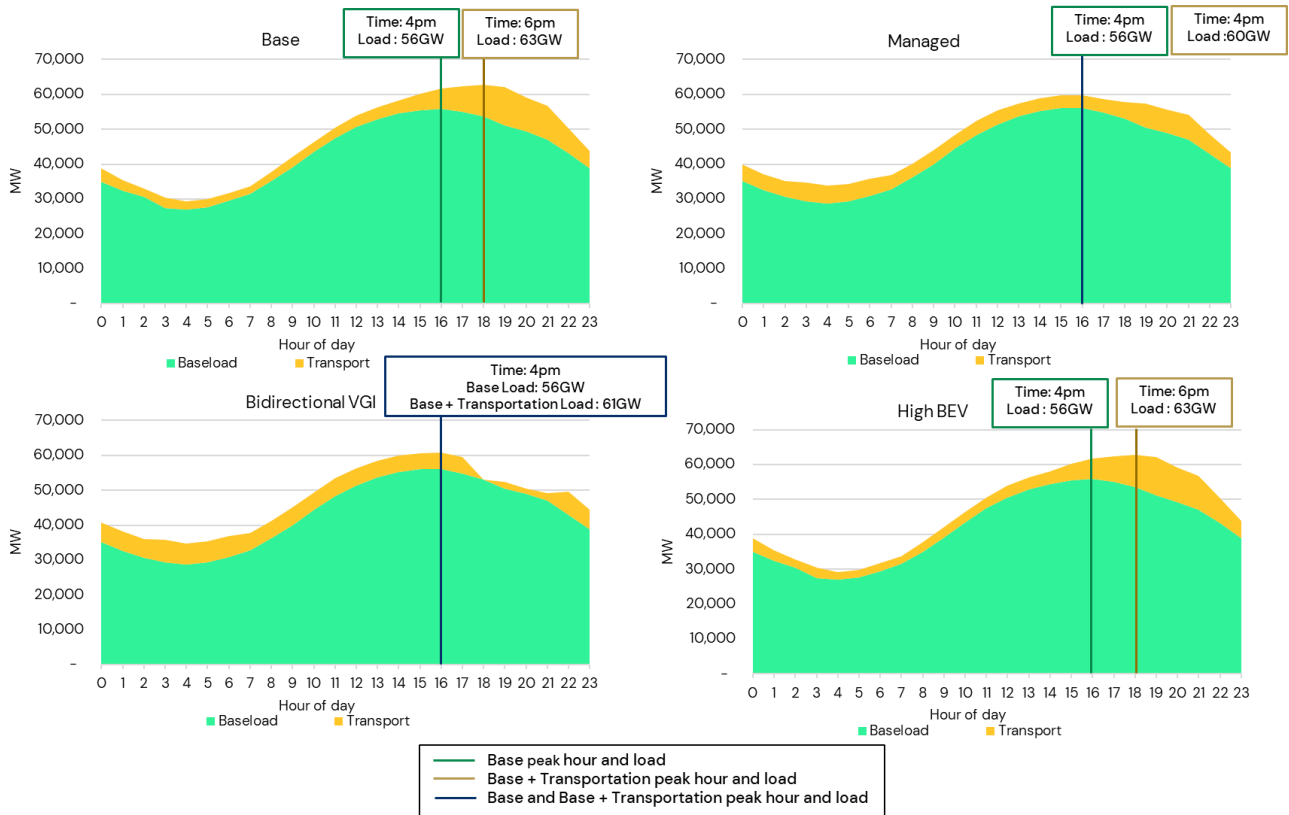 Base
Time: 4pm
Load : 56GW
Time: 6pm
Load : 63GW
70,000
60,000
50,000
40,000
30,000
20,000
10,000
-
MW
0 1 2 3 4 5 6 7 8 9 10 11 12 13 14 15 16 17 18 19 20 21 22 23
Hour of day
Baseload Transport
Managed
Time: 4pm
Load : 56GW
Time: 4pm
Load :60GW
70,000
60,000
50,000
40,000
30,000
20,000
10,000
-
MW
0 1 2 3 4 5 6 7 8 9 10 11 12 13 14 15 16 17 18 19 20 21 22 23
Hour of day
Baseload Transport
Bidirectional VGI
Time: 4pm
Base Load: 56GW
Base + Transportation Load : 61GW
70,000
60,000
50,000
40,000
30,000
20,000
10,000
-
MW
0 1 2 3 4 5 6 7 8 9 10 11 12 13 14 15 16 17 18 19 20 21 22 23
Hour of day
Baseload Transport
High BEV
Time: 4pm
Load : 56GW
Time: 6pm
Load : 63GW
70,000
60,000
50,000
40,000
30,000
20,000
10,000
-
MW
0 1 2 3 4 5 6 7 8 9 10 11 12 13 14 15 16 17 18 19 20 21 22 23
Hour of day
Baseload Transport
Base peak hour and load
Base + Transportation peak hour and load
Base and Base + Transportation peak hour and load